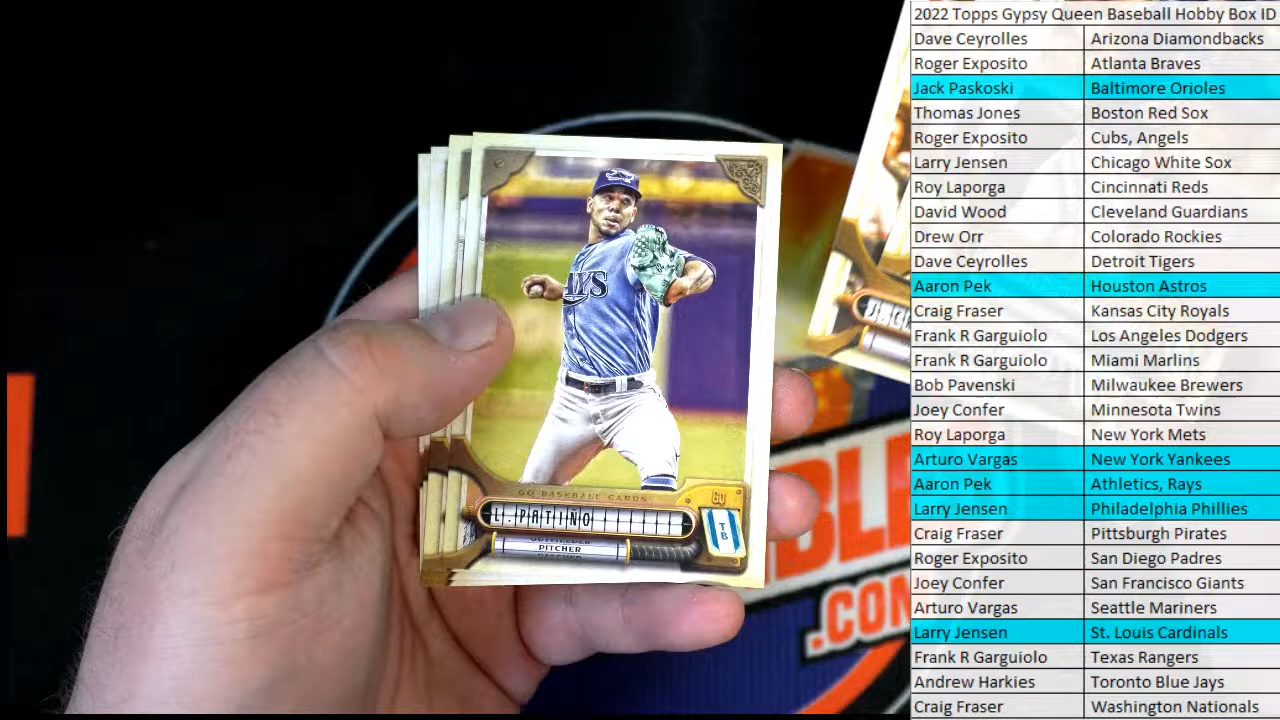 2022 Topps Gypsy Queen Baseball Hobby Box ID
Dave Ceyrolles Arizona Diamondbacks
Roger Exposito Atlanta Braves
Jack Paskoski Baltimore Orioles
Thomas Jones Boston Red Sox
Roger Exposito Cubs, Angels
Larry Jensen Chicago White Sox
Roy Laporga Cincinnati Reds
David Wood Cleveland Guardians
Drew Orr Colorado Rockies
Dave Ceyrolles Detroit Tigers
Aaron Pek Houston Astros
Craig Fraser Kansas City Royals
Frank R Garguiolo Los Angeles Dodgers
Frank R Garguiolo Miami Marlins
Bob Pavenski Milwaukee Brewers
Joey Confer Minnesota Twins
Roy Laporga New York Mets
Arturo Vargas New York Yankees
Aaron Pek Athletics, Rays
Larry Jensen Philadelphia Phillies
Craig Fraser Pittsburgh Pirates
Roger Exposito San Diego Padres
Joey Confer San Francisco Giants
Arturo Vargas Seattle Mariners
Larry Jensen St. Louis Cardinals
Frank R Garguiolo Texas Rangers
Andrew Harkies Toronto Blue Jays
Craig Fraser Washington Nationals
AYS
GQ BASEBALL CARDS
L. PATIÑO
PITCHER
TB
.CON